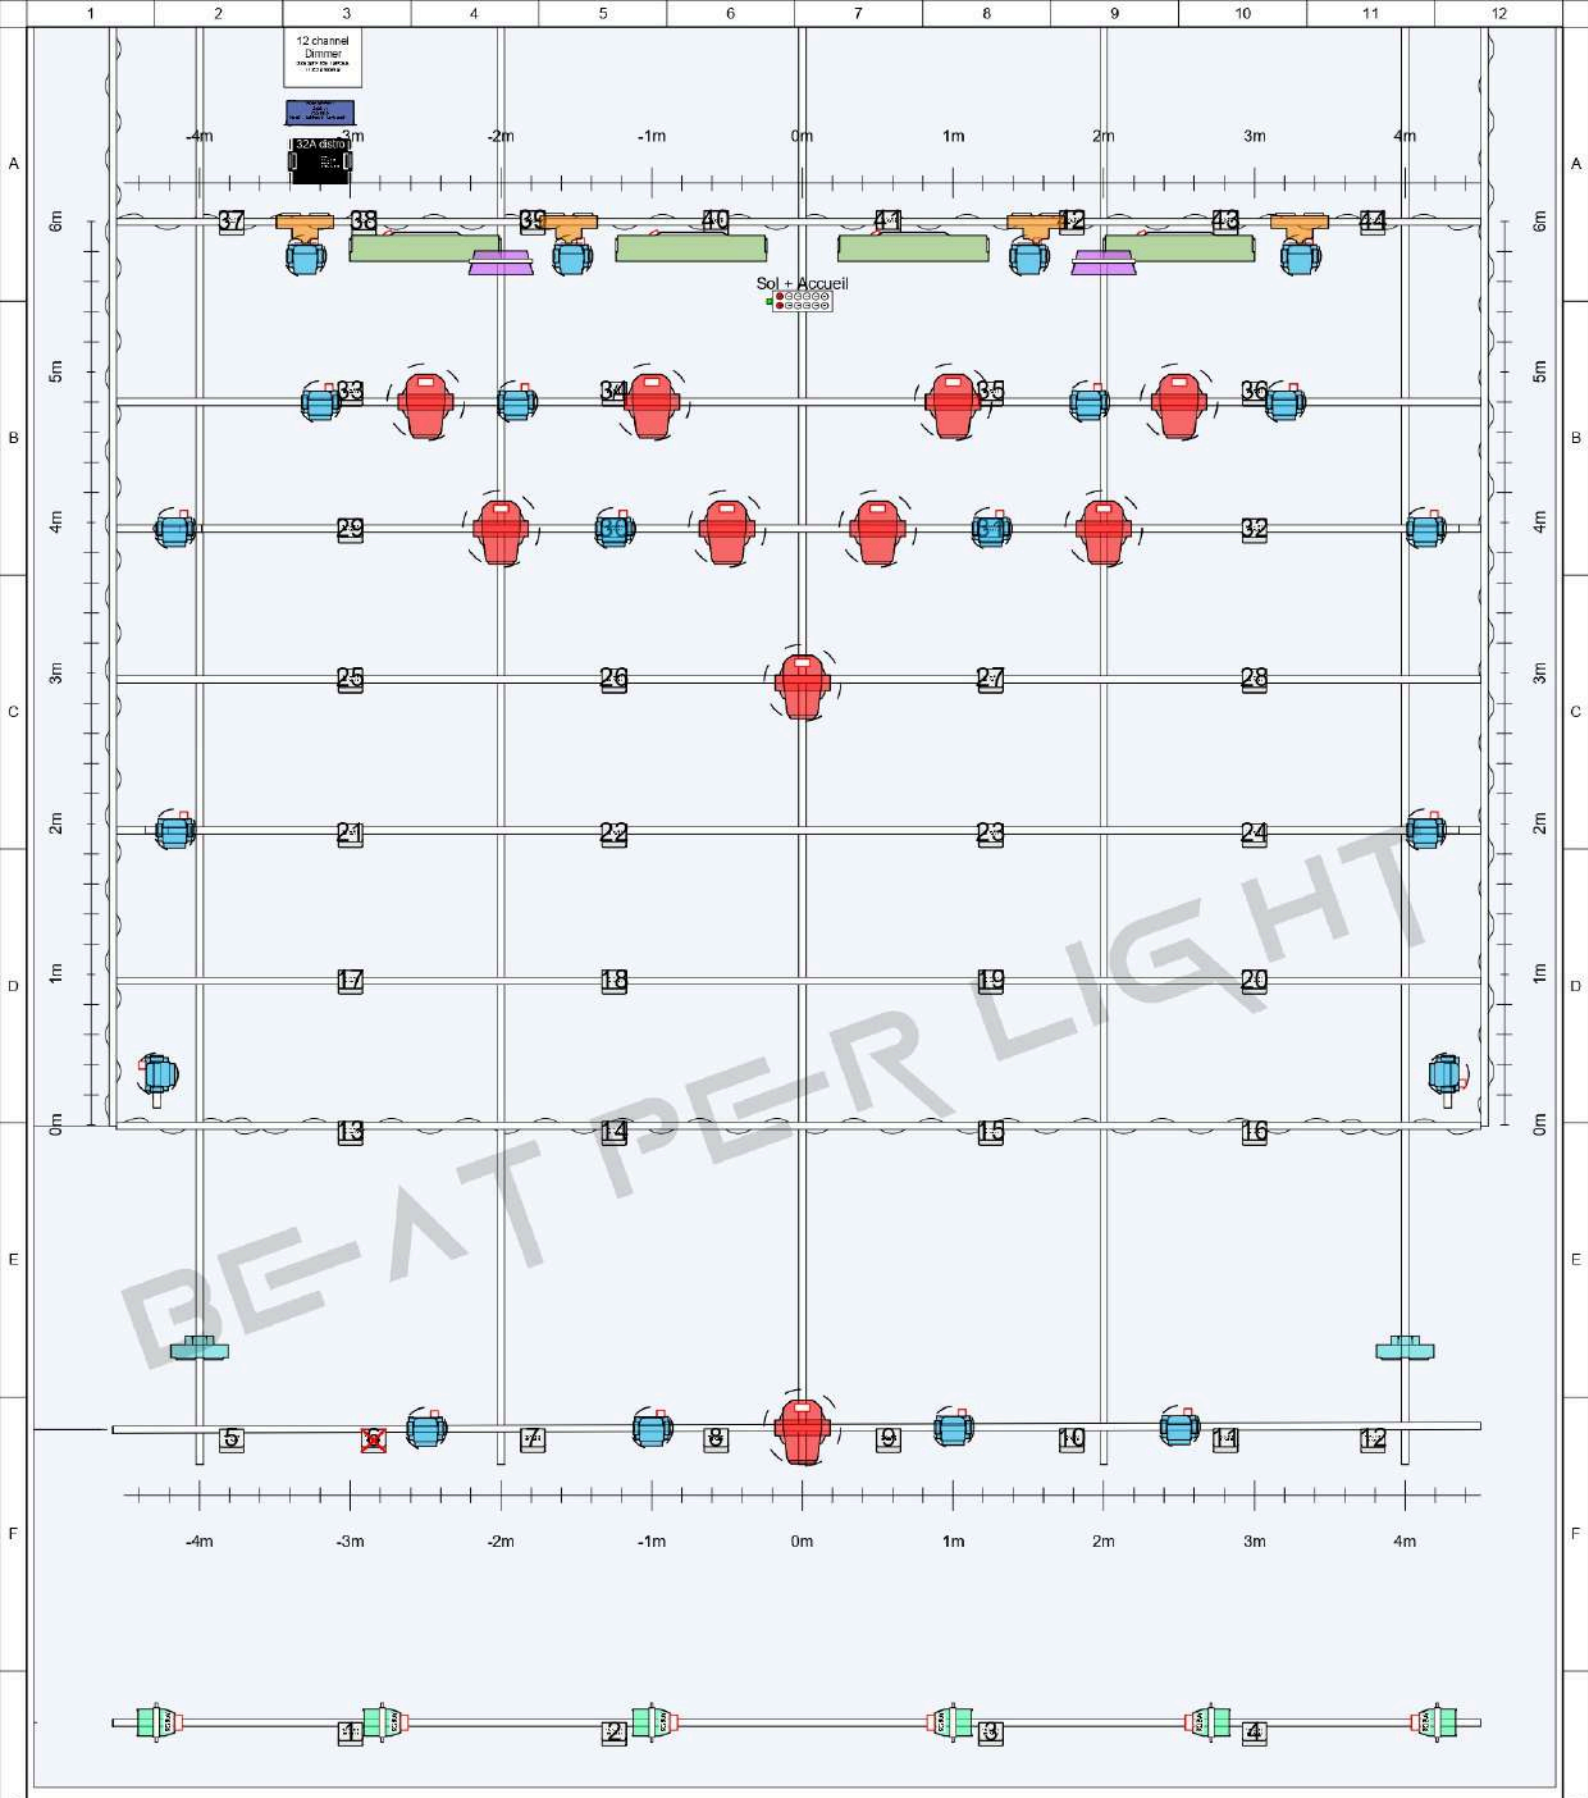 1 2 3 4 5 6 7 8 9 10 11 12
12 channel
Dimmer
32A distro
-4m -3m -2m -1m 0m 1m 2m 3m 4m
A A
6m 37 38 39 40 41 42 43 44 6m
Sol + Accueil
5m 33 34 35 36 5m
B B
4m 29 30 31 32 4m
3m 25 26 27 28 3m
C C
2m 21 22 23 24 2m
1m 17 18 19 20 1m
D D
0m 13 14 15 16 0m
BEAT PER LIGHT
E E
5 6 7 8 9 10 11 12
F F
-4m -3m -2m -1m 0m 1m 2m 3m 4m
1 2 3 4